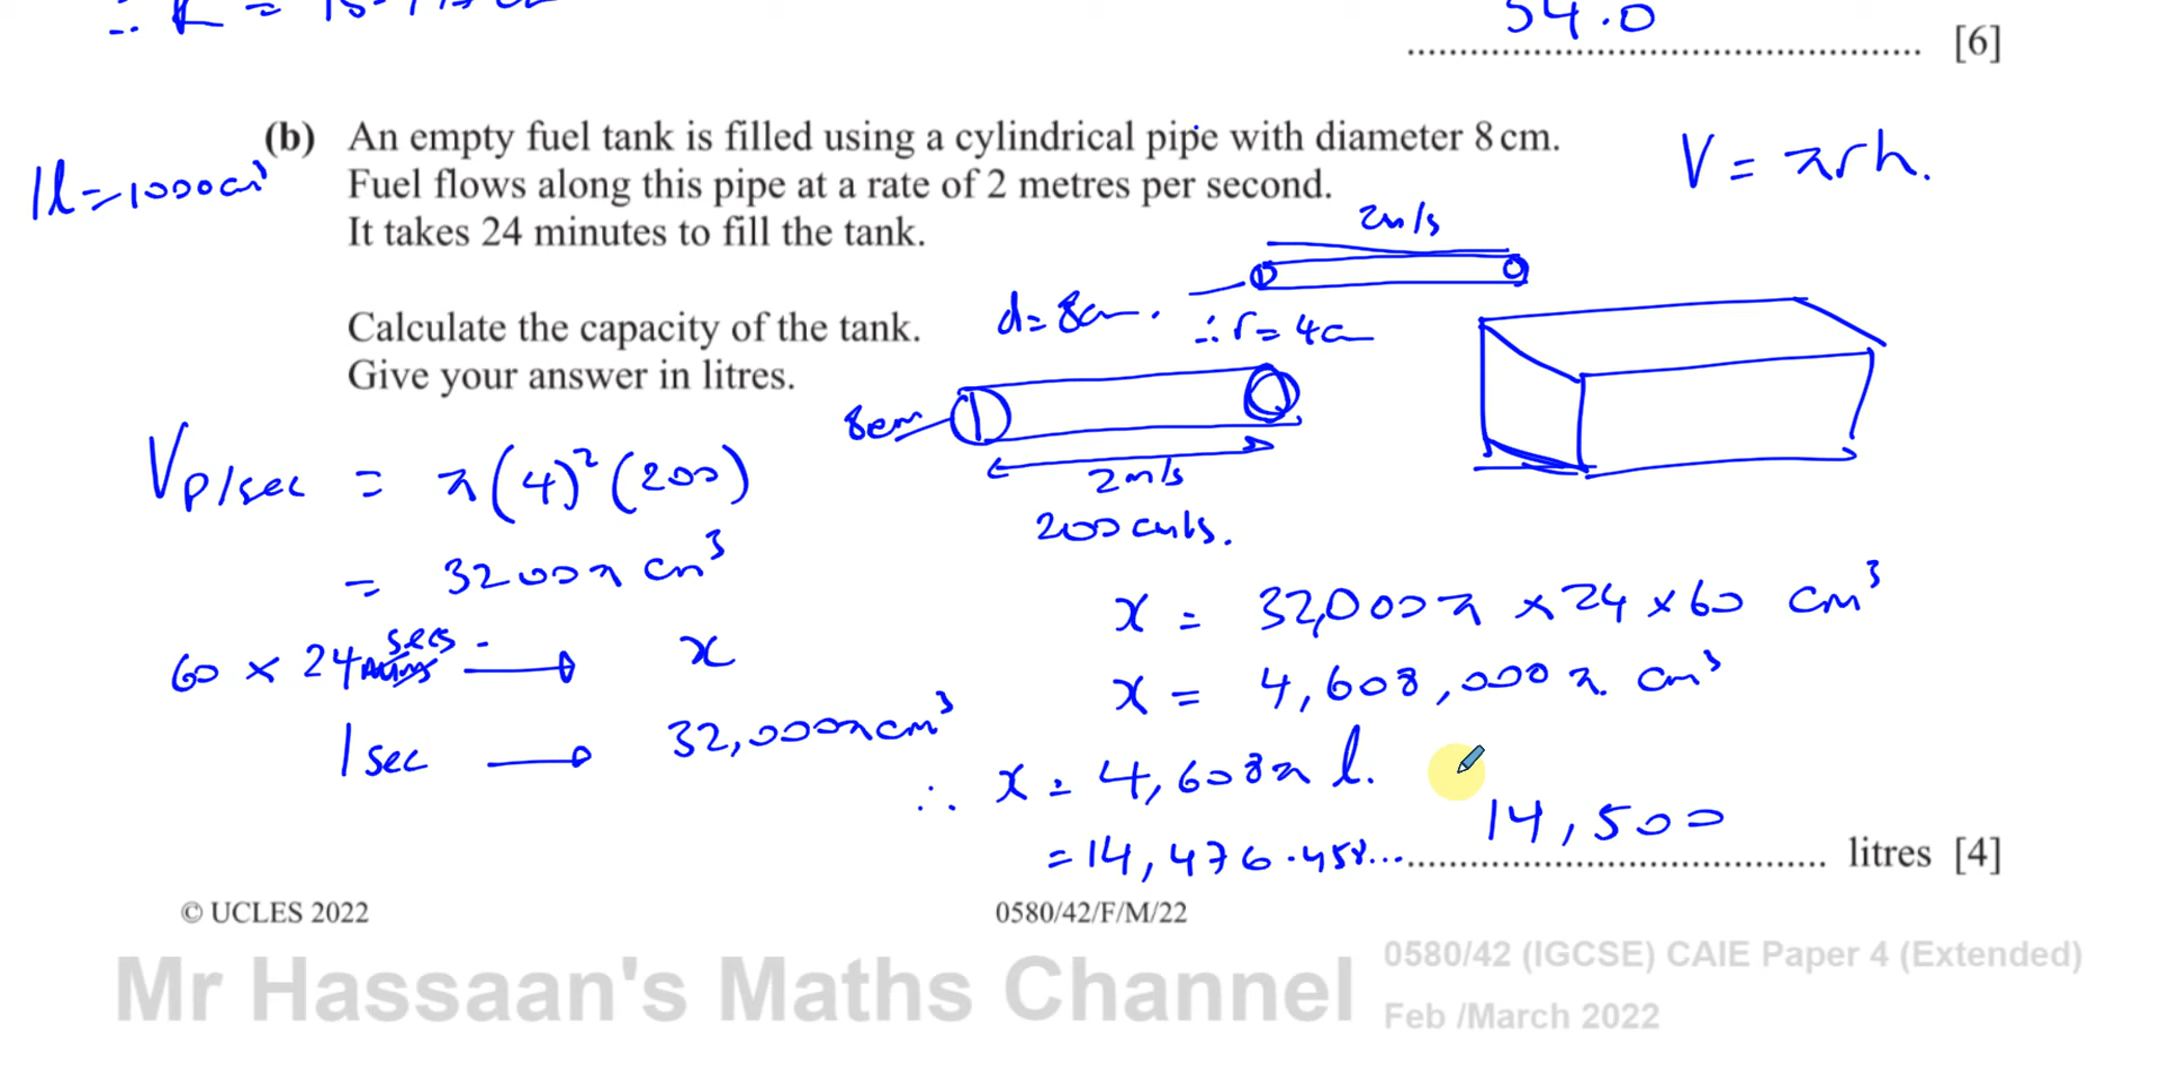 ∴ R =
54.0
[6]
(b) An empty fuel tank is filled using a cylindrical pipe with diameter 8 cm.
V = πrh.
1l = 1000cm³
Fuel flows along this pipe at a rate of 2 metres per second.
It takes 24 minutes to fill the tank.
2m/s
Calculate the capacity of the tank.
d = 8cm. ∴ r = 4cm
Give your answer in litres.
8cm
2m/s
200 cm/s.
V p/sec = π(4)²(200)
= 3200π cm³
60 × 24 mins secs → x
1 sec → 32,000π cm³
x = 32,000π × 24 × 60 cm³
x = 4,608,000π. cm³
∴ x = 4,608π l.
= 14,476.458...
14,500
litres [4]
© UCLES 2022
0580/42/F/M/22
Mr Hassaan's Maths Channel
0580/42 (IGCSE) CAIE Paper 4 (Extended)
Feb /March 2022